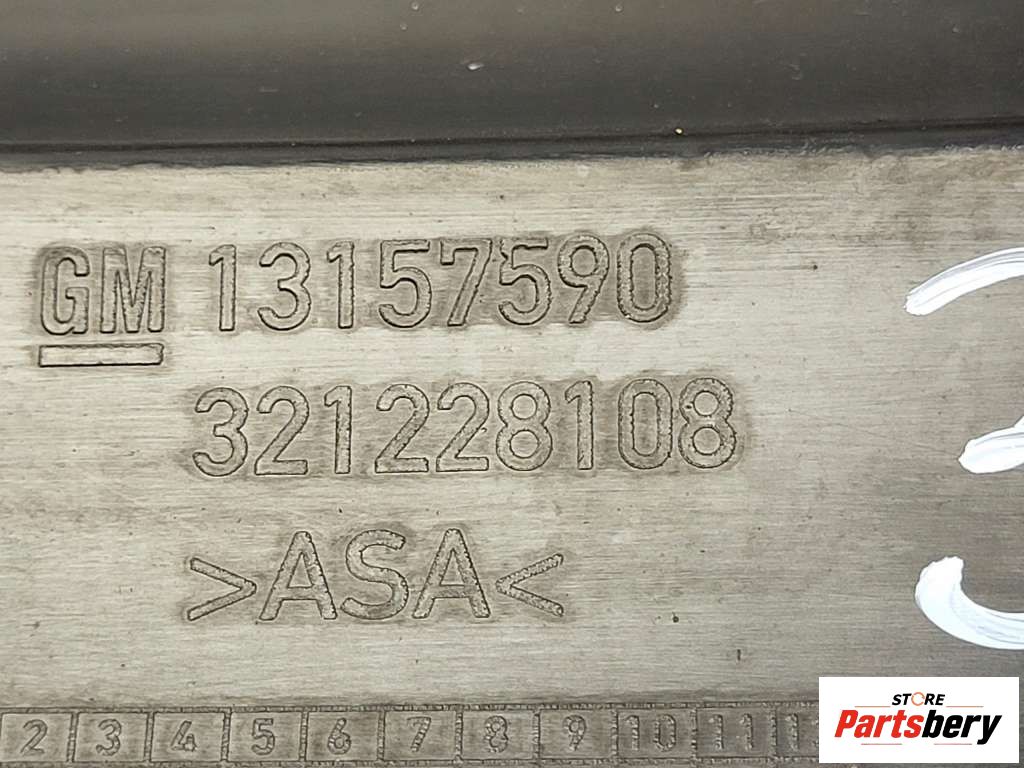 GM 13157590
321228108
>ASA<
2 3 4 5 6 7 8 9 10 11
STORE
Partsbery